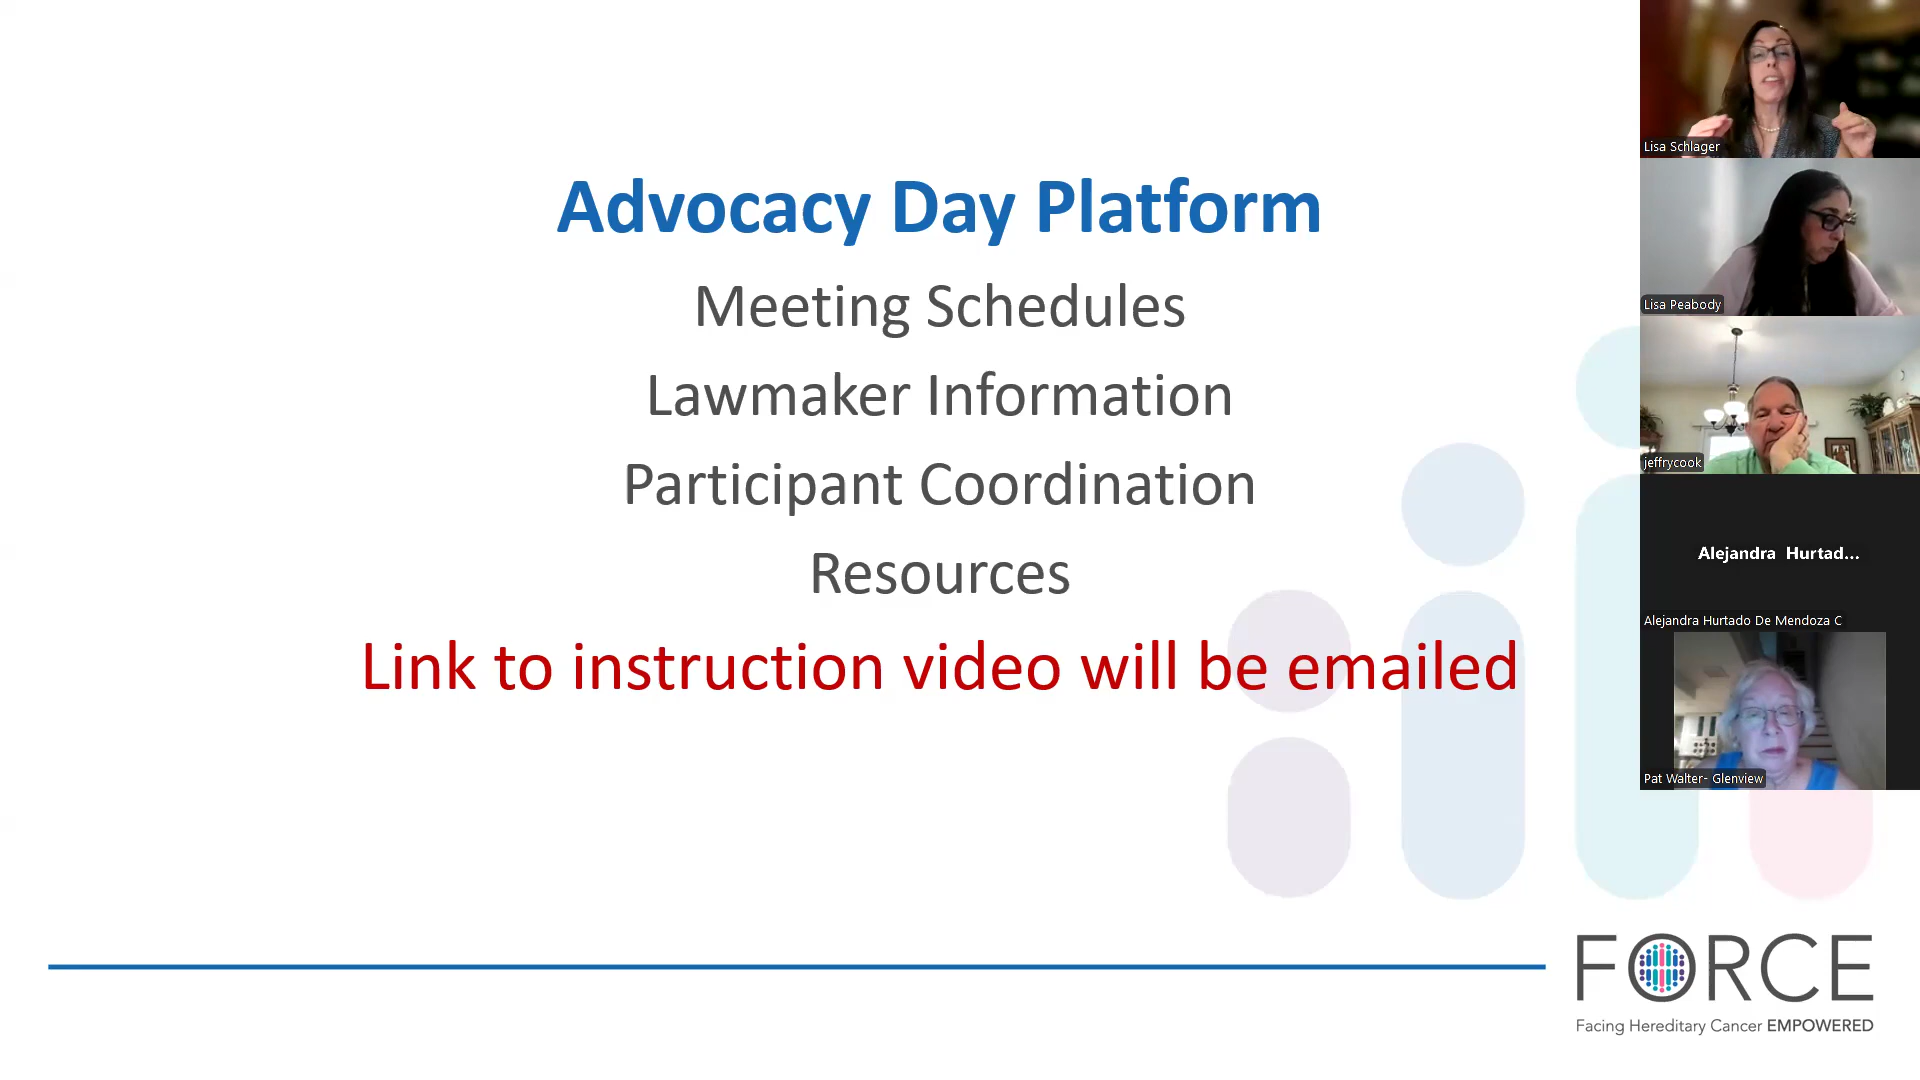 Advocacy Day Platform
Meeting Schedules
Lawmaker Information
Participant Coordination
Resources
Link to instruction video will be emailed
FORCE
Facing Hereditary Cancer EMPOWERED
Lisa Schlager
Lisa Peabody
jeffrycook
Alejandra Hurtad...
Alejandra Hurtado De Mendoza C
Pat Walter- Glenview